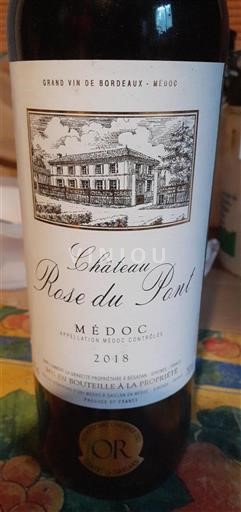 GRAND VIN DE BORDEAUX - MÉDOC
VINJOU
Château
Rose du Pont
MÉDOC
APPELLATION MÉDOC CONTRÔLÉE
2018
MIS EN BOUTEILLE À LA PROPRIÉTÉ
PRODUCE OF FRANCE
OR